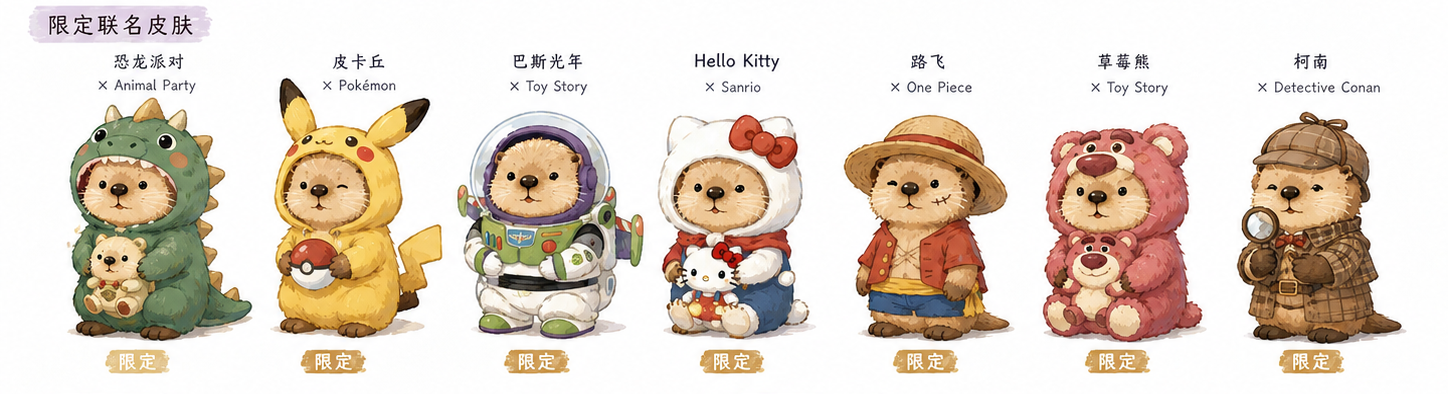 限定联名皮肤
恐龙派对
× Animal Party
皮卡丘
× Pokémon
巴斯光年
× Toy Story
Hello Kitty
× Sanrio
路飞
× One Piece
草莓熊
× Toy Story
柯南
× Detective Conan
限定
限定
限定
限定
限定
限定
限定